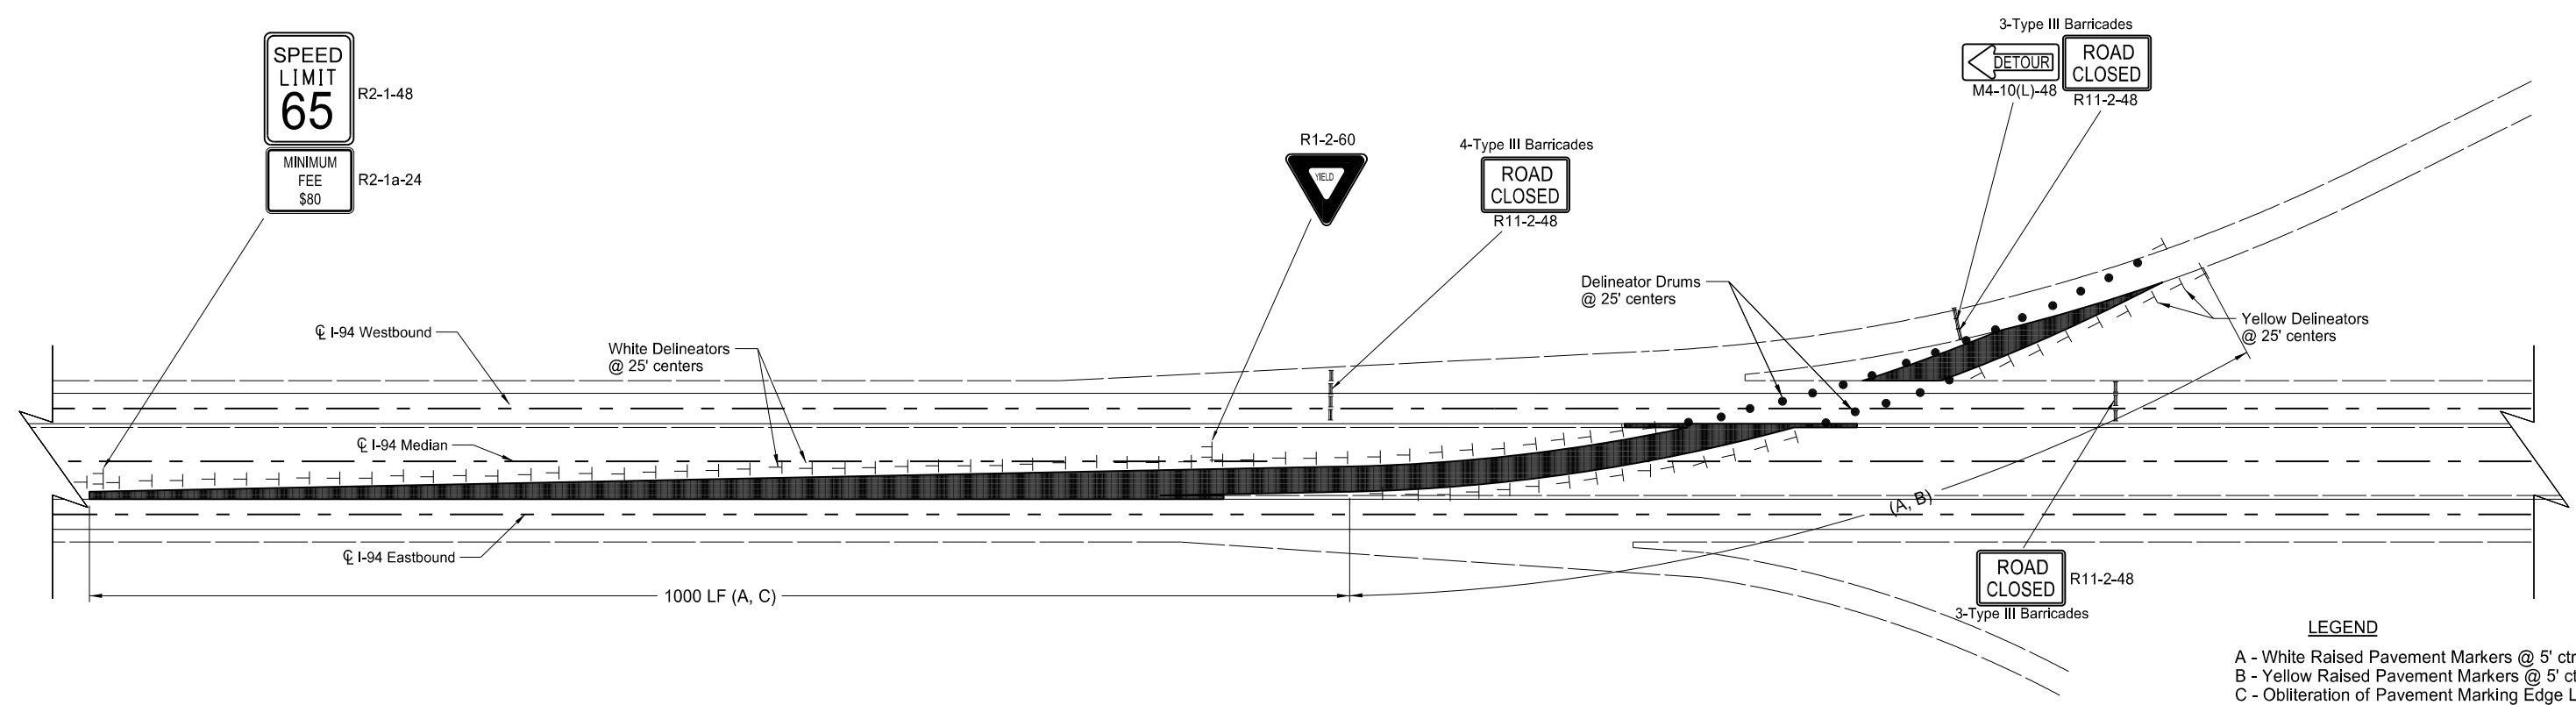 3-Type III Barricades
SPEED
LIMIT
65
R2-1-48
MINIMUM
FEE
$80
R2-1a-24
DETOUR
M4-10(L)-48
ROAD
CLOSED
R11-2-48
R1-2-60
YIELD
4-Type III Barricades
ROAD
CLOSED
R11-2-48
Delineator Drums
@ 25' centers
Yellow Delineators
@ 25' centers
℄ I-94 Westbound
White Delineators
@ 25' centers
℄ I-94 Median
(A, B)
℄ I-94 Eastbound
1000 LF (A, C)
ROAD
CLOSED
R11-2-48
3-Type III Barricades
LEGEND
A - White Raised Pavement Markers @ 5' ctr
B - Yellow Raised Pavement Markers @ 5' ct
C - Obliteration of Pavement Marking Edge L